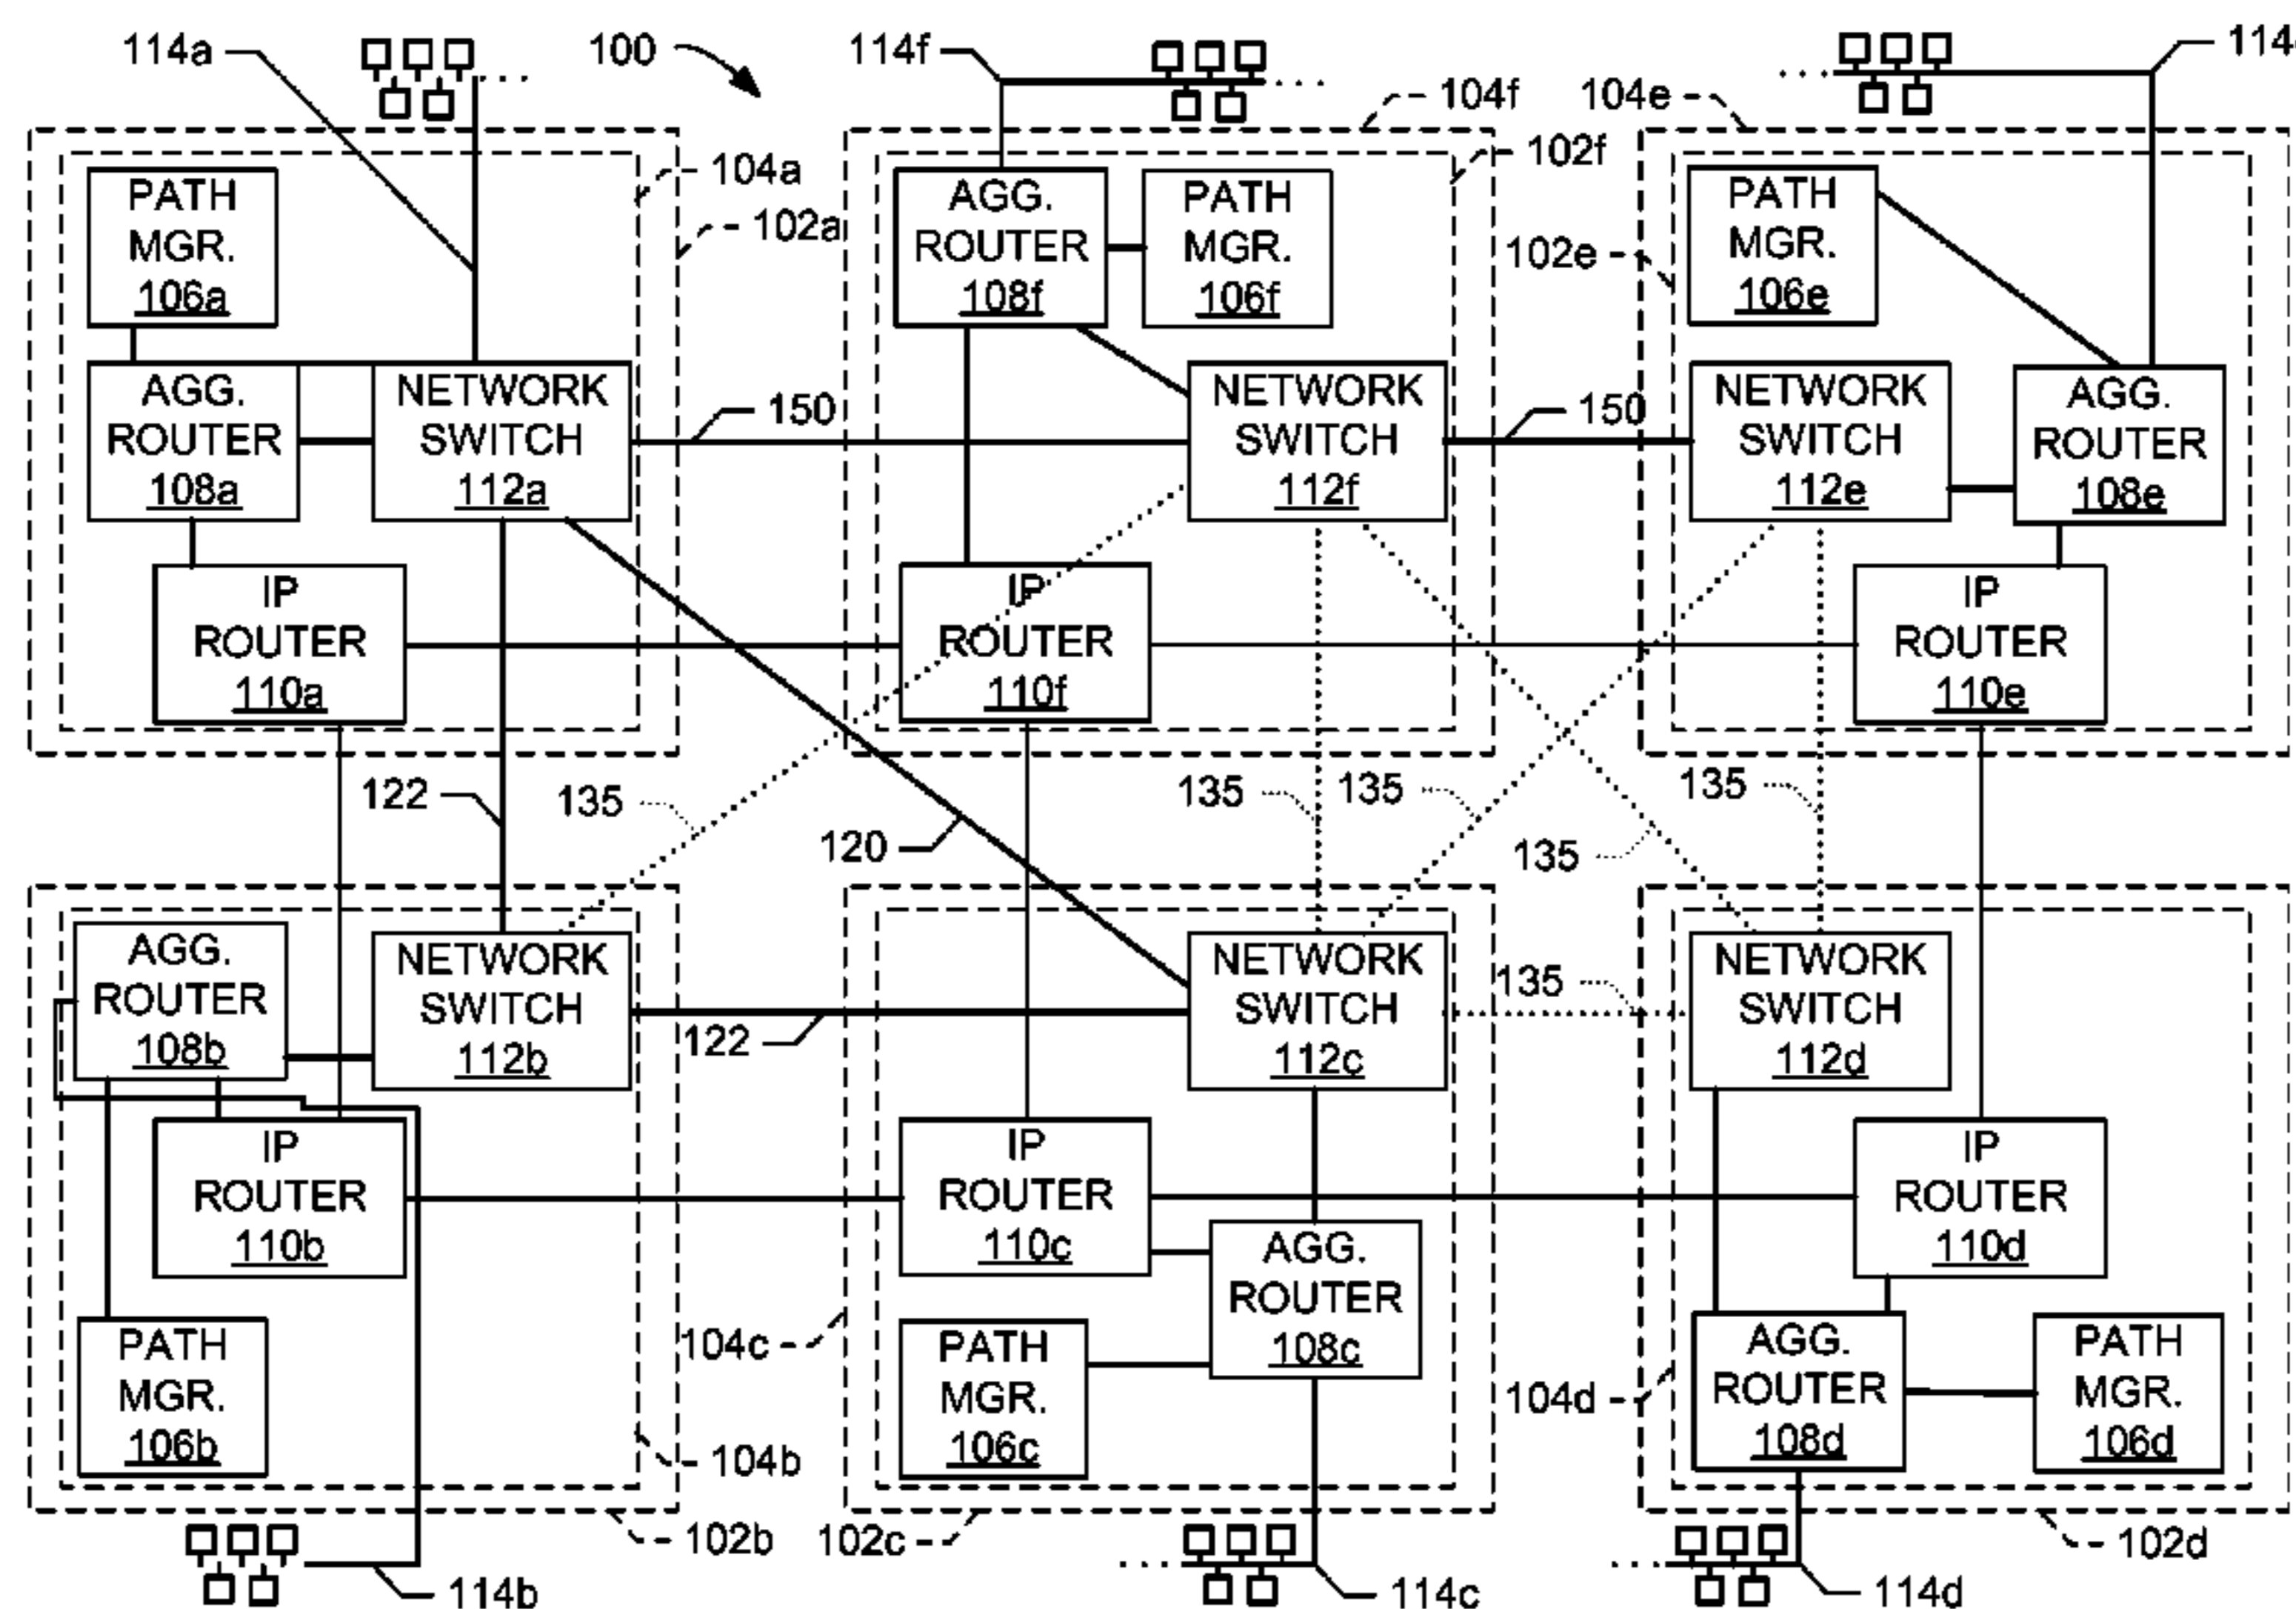 114a
100
114f
114
104f
104e
104a
102a
102f
102e
PATH
MGR.
106a
AGG.
ROUTER
108f
PATH
MGR.
106f
PATH
MGR.
106e
AGG.
ROUTER
108a
NETWORK
SWITCH
112a
150
NETWORK
SWITCH
112f
150
NETWORK
SWITCH
112e
AGG.
ROUTER
108e
IP
ROUTER
110a
IP
ROUTER
110f
IP
ROUTER
110e
122
135
120
135
135
135
135
AGG.
ROUTER
108b
NETWORK
SWITCH
112b
122
NETWORK
SWITCH
112c
135
NETWORK
SWITCH
112d
IP
ROUTER
110b
IP
ROUTER
110c
AGG.
ROUTER
108c
IP
ROUTER
110d
PATH
MGR.
106b
104c
PATH
MGR.
106c
104d
AGG.
ROUTER
108d
PATH
MGR.
106d
104b
102b
102c
102d
114b
114c
114d